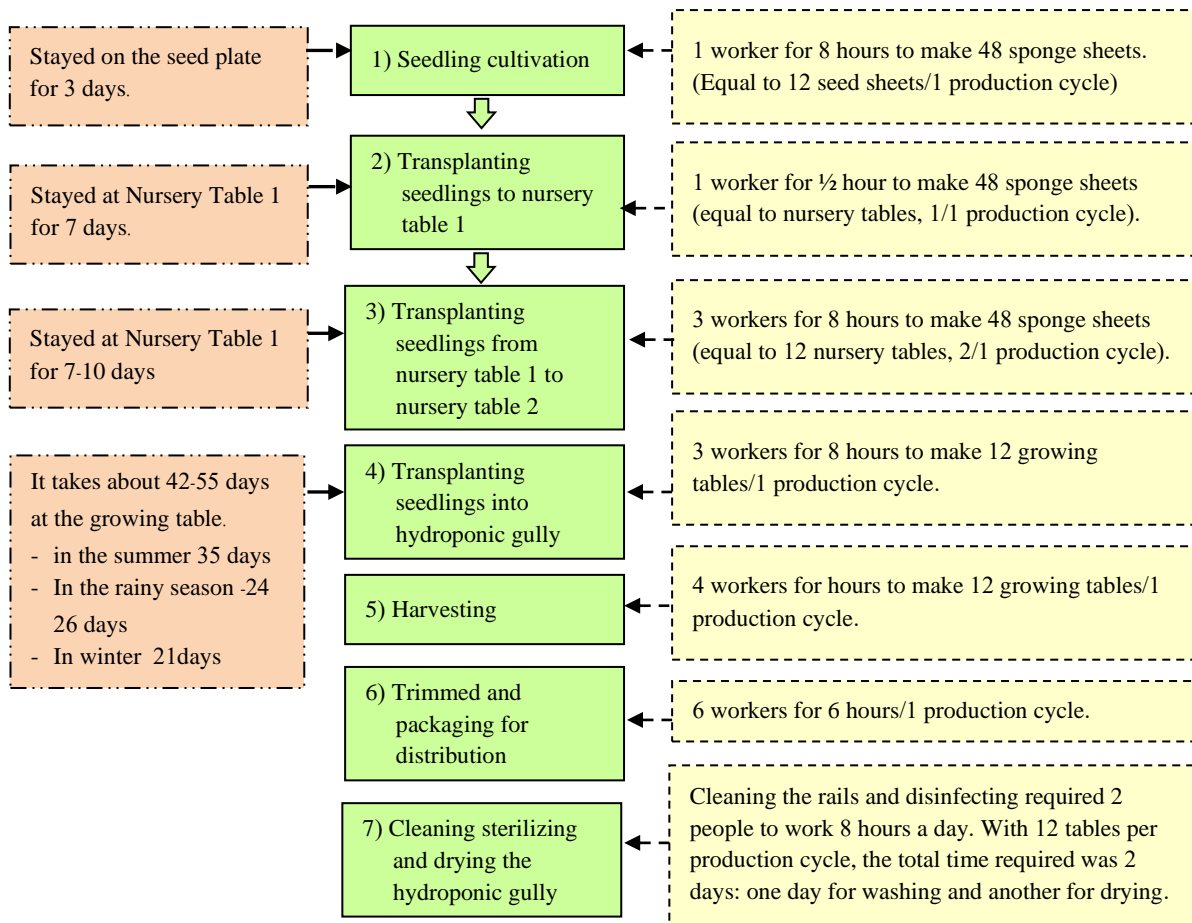 Stayed on the seed plate
for 3 days.
1) Seedling cultivation
1 worker for 8 hours to make 48 sponge sheets.
(Equal to 12 seed sheets/1 production cycle)
Stayed at Nursery Table 1
for 7 days.
2) Transplanting
seedlings to nursery
table 1
1 worker for ½ hour to make 48 sponge sheets
(equal to nursery tables, 1/1 production cycle).
Stayed at Nursery Table 1
for 7-10 days
3) Transplanting
seedlings from
nursery table 1 to
nursery table 2
3 workers for 8 hours to make 48 sponge sheets
(equal to 12 nursery tables, 2/1 production cycle).
It takes about 42-55 days
at the growing table.
- in the summer 35 days
- In the rainy season -24
26 days
- In winter 21days
4) Transplanting
seedlings into
hydroponic gully
3 workers for 8 hours to make 12 growing
tables/1 production cycle.
5) Harvesting
4 workers for hours to make 12 growing tables/1
production cycle.
6) Trimmed and
packaging for
distribution
6 workers for 6 hours/1 production cycle.
7) Cleaning sterilizing
and drying the
hydroponic gully
Cleaning the rails and disinfecting required 2
people to work 8 hours a day. With 12 tables per
production cycle, the total time required was 2
days: one day for washing and another for drying.